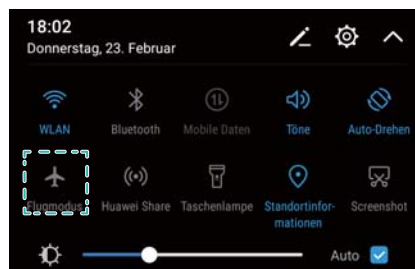 18:02
Donnerstag, 23. Februar
WLAN Bluetooth Mobile Daten Töne Auto-Drehen
Flugmodus Huawei Share Taschenlampe Standortinfor- Screenshot
mationen
Auto